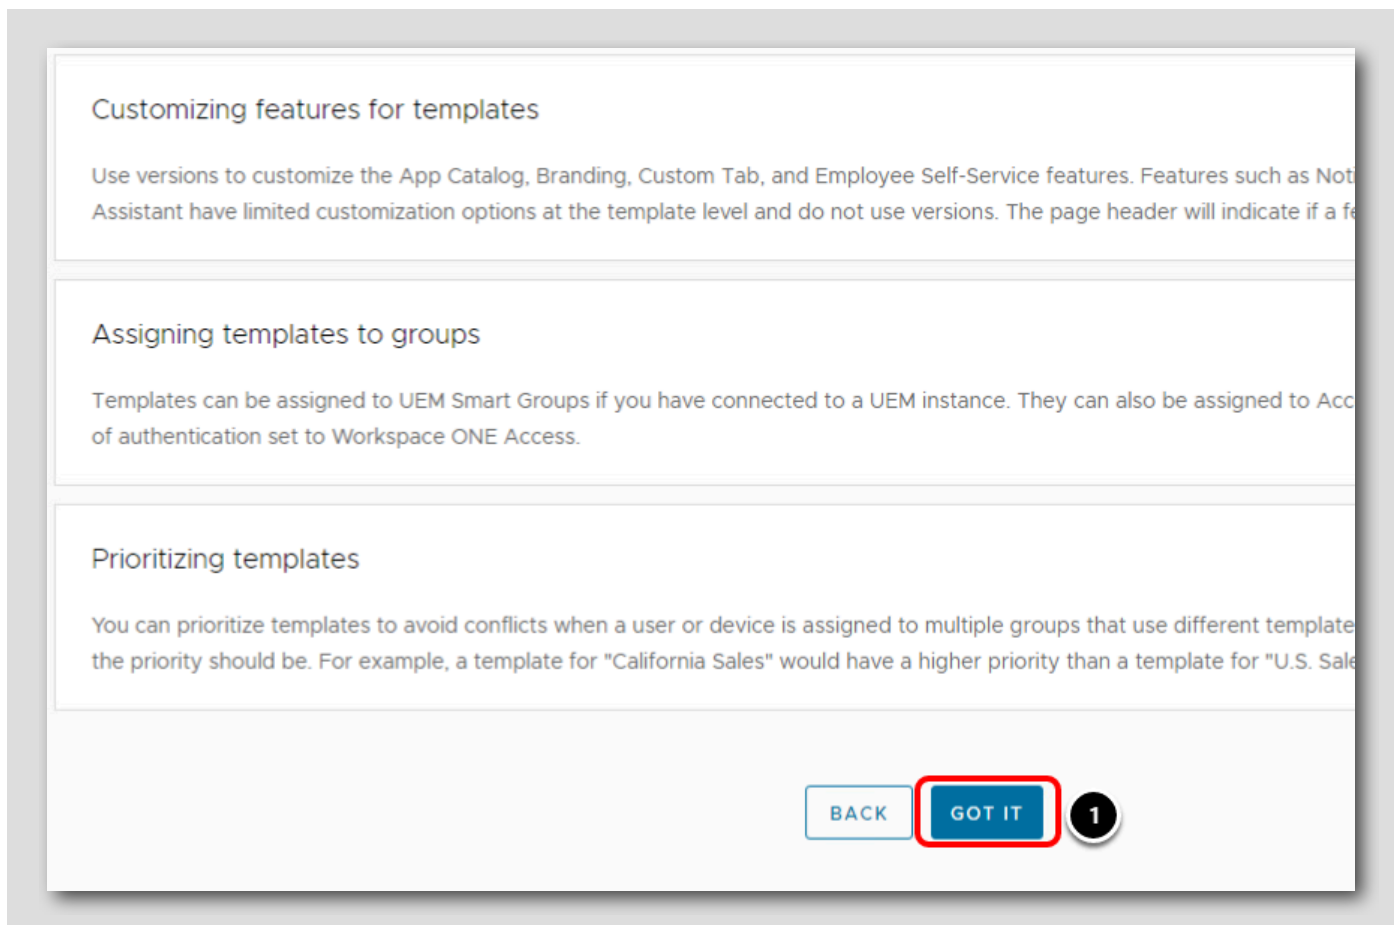 Customizing features for templates
Use versions to customize the App Catalog, Branding, Custom Tab, and Employee Self-Service features. Features such as Noti
Assistant have limited customization options at the template level and do not use versions. The page header will indicate if a fe
Assigning templates to groups
Templates can be assigned to UEM Smart Groups if you have connected to a UEM instance. They can also be assigned to Acc
of authentication set to Workspace ONE Access.
Prioritizing templates
You can prioritize templates to avoid conflicts when a user or device is assigned to multiple groups that use different template
the priority should be. For example, a template for "California Sales" would have a higher priority than a template for "U.S. Sale
BACK GOT IT 1